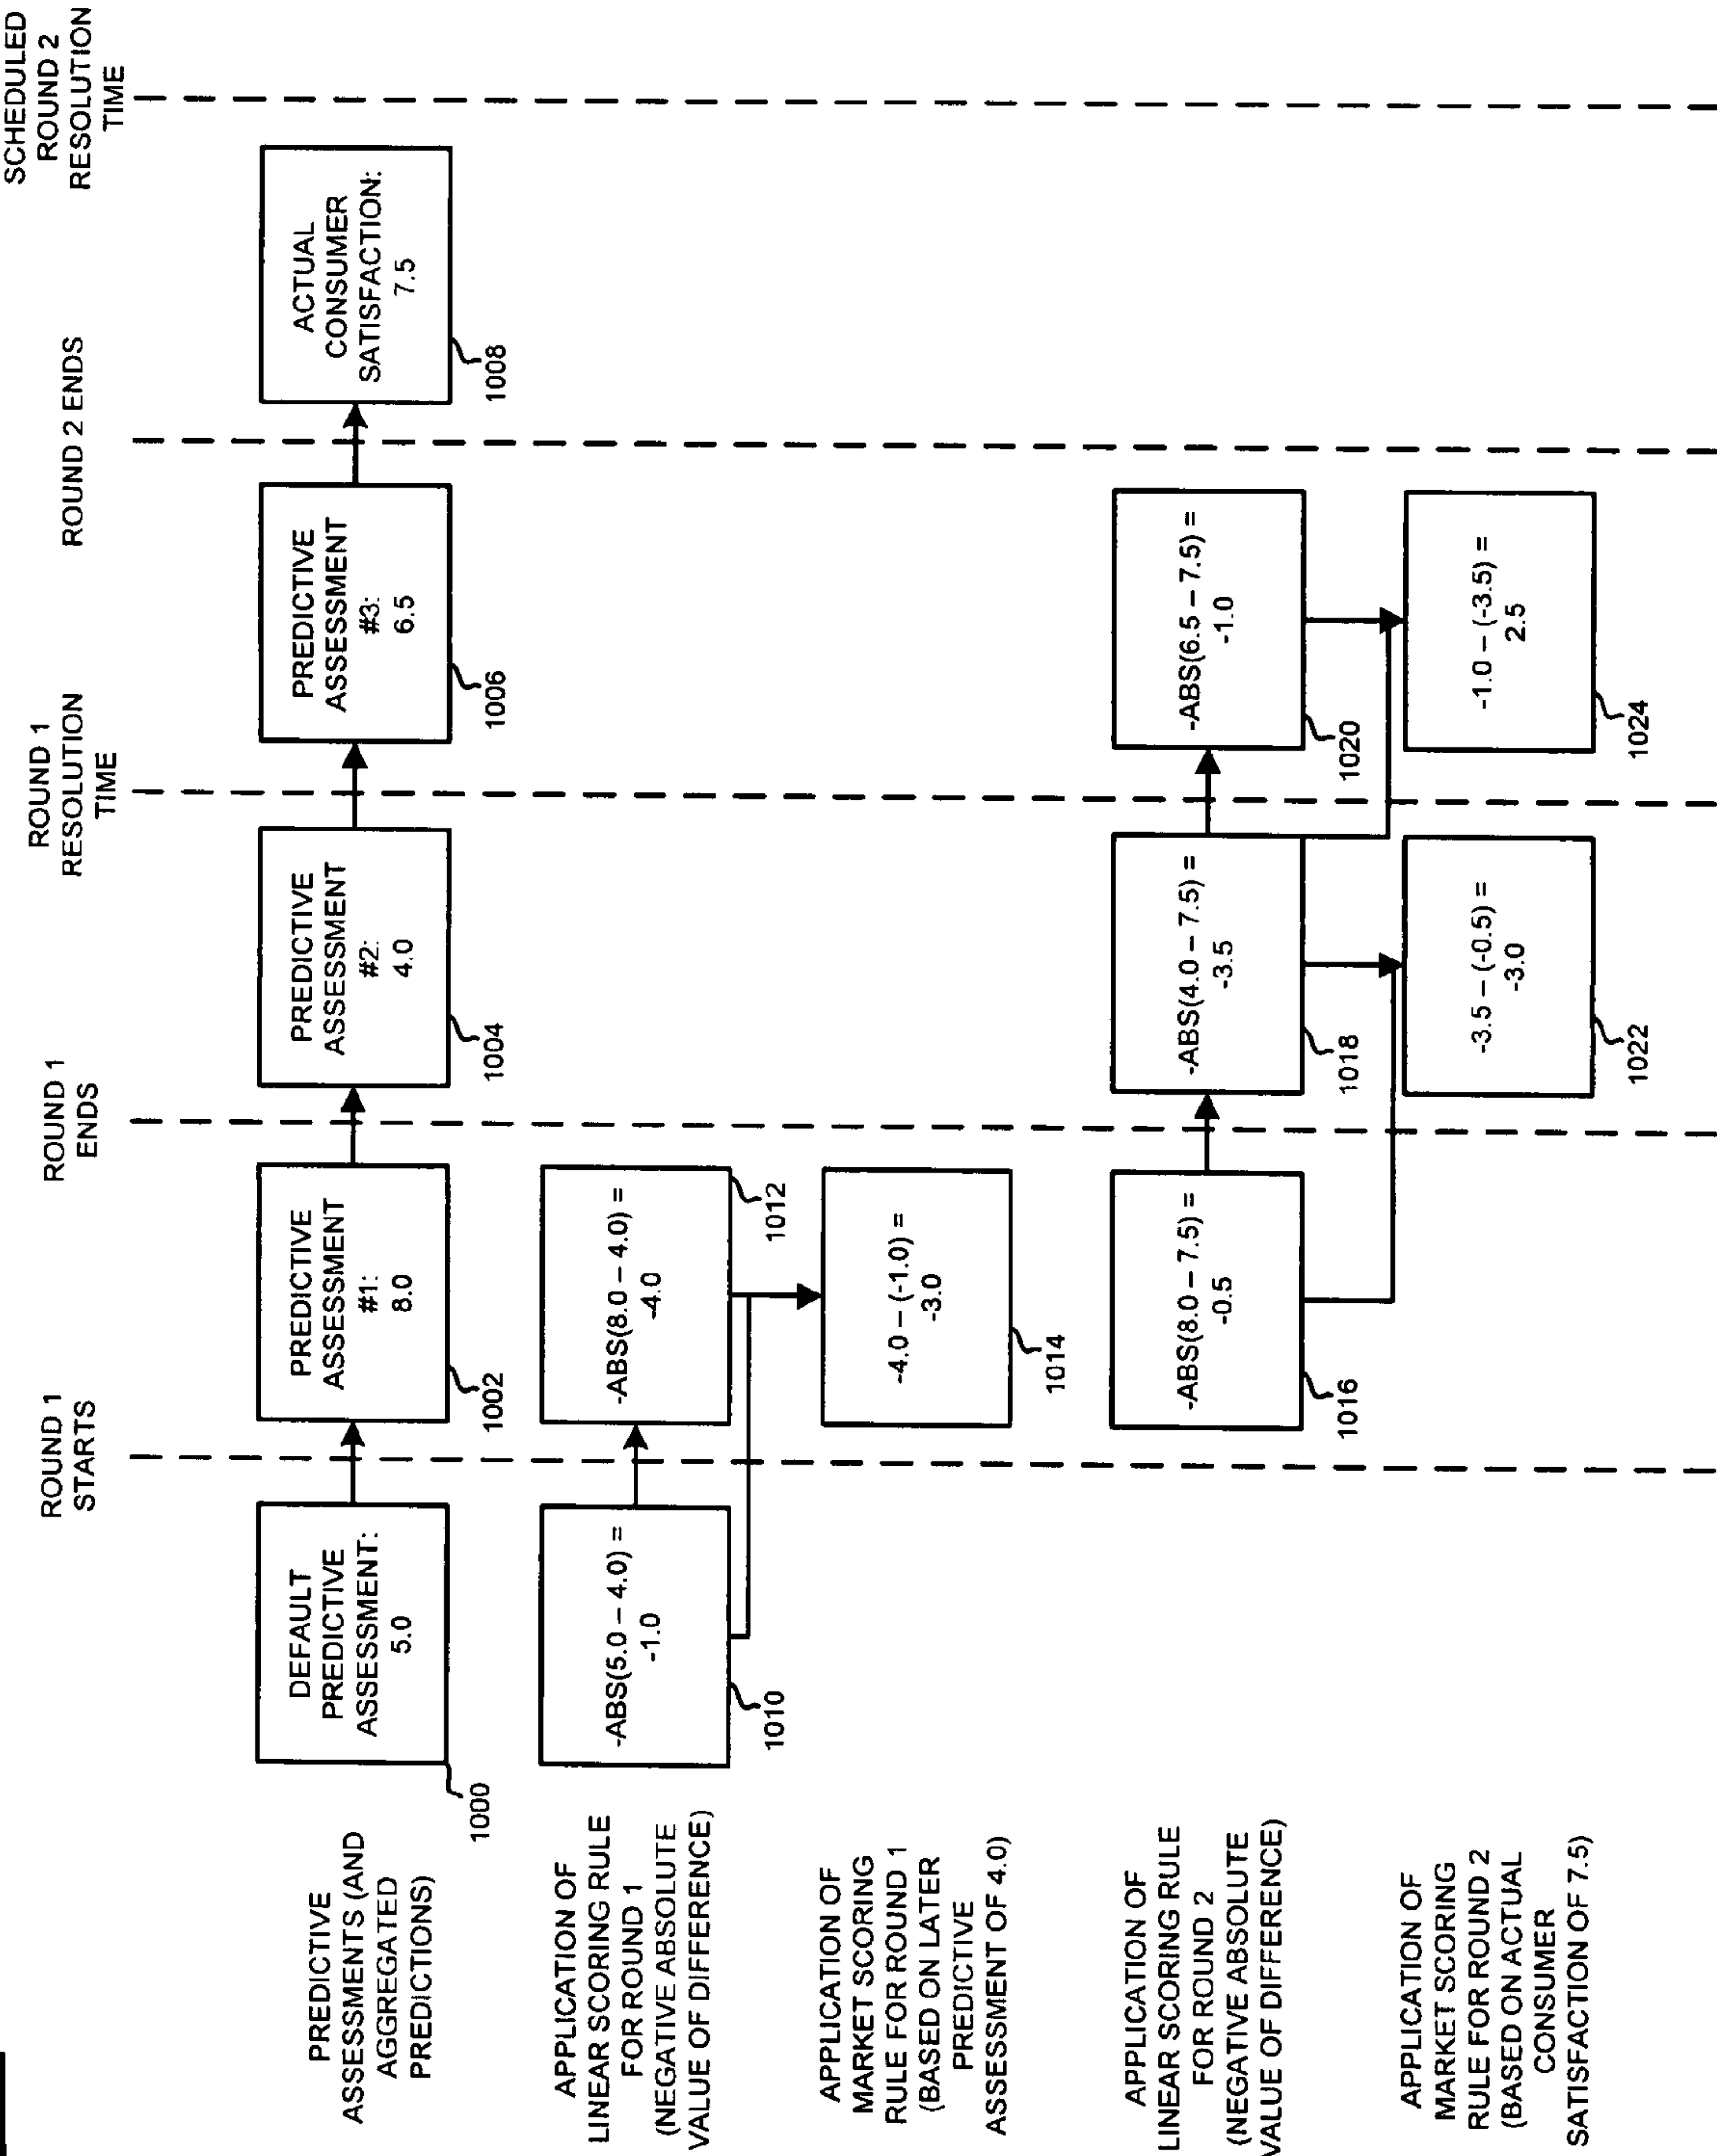 ROUND 1
STARTS
ROUND 1
ENDS
ROUND 1
RESOLUTION
TIME
ROUND 2 ENDS
SCHEDULED
ROUND 2
RESOLUTION
TIME
PREDICTIVE
ASSESSMENTS (AND
AGGREGATED
PREDICTIONS)
DEFAULT
PREDICTIVE
ASSESSMENT:
5.0
1000
PREDICTIVE
ASSESSMENT
#1:
8.0
1002
PREDICTIVE
ASSESSMENT
#2:
4.0
1004
PREDICTIVE
ASSESSMENT
#3:
6.5
1006
ACTUAL
CONSUMER
SATISFACTION:
7.5
1008
APPLICATION OF
LINEAR SCORING RULE
FOR ROUND 1
(NEGATIVE ABSOLUTE
VALUE OF DIFFERENCE)
-ABS(5.0 – 4.0) =
-1.0
1010
-ABS(8.0 – 4.0) =
-4.0
1012
APPLICATION OF
MARKET SCORING
RULE FOR ROUND 1
(BASED ON LATER
PREDICTIVE
ASSESSMENT OF 4.0)
-4.0 – (-1.0) =
-3.0
1014
APPLICATION OF
LINEAR SCORING RULE
FOR ROUND 2
(NEGATIVE ABSOLUTE
VALUE OF DIFFERENCE)
-ABS(8.0 – 7.5) =
-0.5
1016
-ABS(4.0 – 7.5) =
-3.5
1018
-ABS(6.5 – 7.5) =
-1.0
1020
APPLICATION OF
MARKET SCORING
RULE FOR ROUND 2
(BASED ON ACTUAL
CONSUMER
SATISFACTION OF 7.5)
-3.5 – (-0.5) =
-3.0
1022
-1.0 – (-3.5) =
2.5
1024